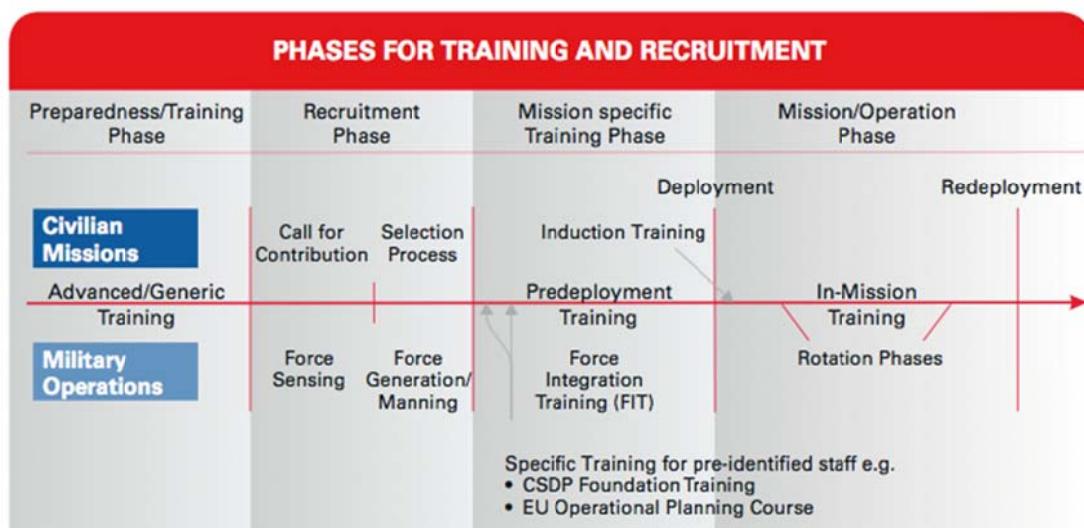 PHASES FOR TRAINING AND RECRUITMENT
Preparedness/Training
Phase
Recruitment
Phase
Mission specific
Training Phase
Mission/Operation
Phase
Deployment
Redeployment
Civilian
Missions
Call for
Contribution
Selection
Process
Induction Training
Advanced/Generic
Training
Predeployment
Training
In-Mission
Training
Rotation Phases
Military
Operations
Force
Sensing
Force
Generation/
Manning
Force
Integration
Training (FIT)
Specific Training for pre-identified staff e.g.
• CSDP Foundation Training
• EU Operational Planning Course